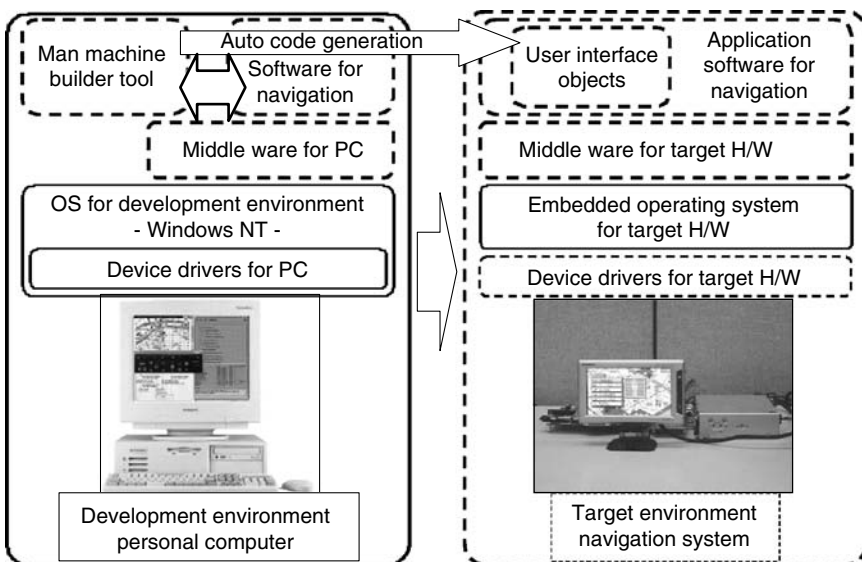 Man machine
builder tool
Auto code generation
Software for
navigation
Middle ware for PC
OS for development environment
- Windows NT -
Device drivers for PC
Development environment
personal computer
User interface
objects
Application
software for
navigation
Middle ware for target H/W
Embedded operating system
for target H/W
Device drivers for target H/W
Target environment
navigation system